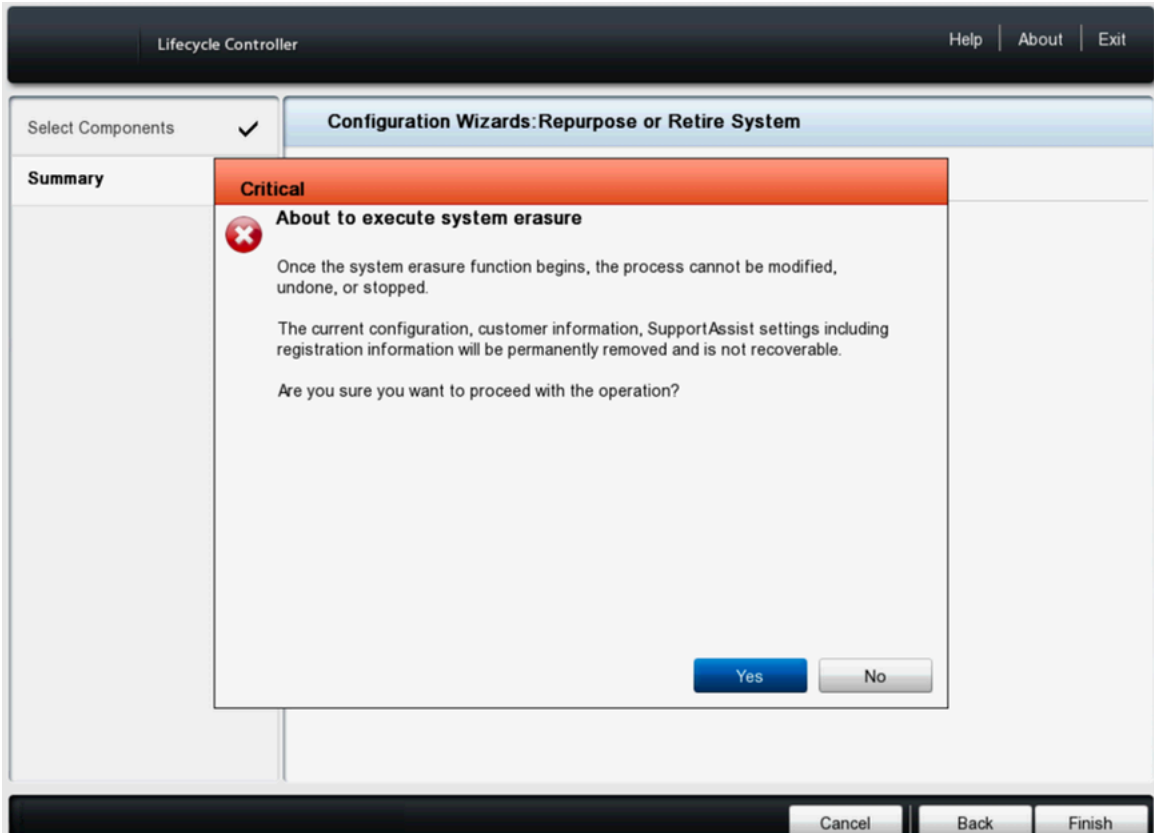 Lifecycle Controller
Help
About
Exit
Select Components
Configuration Wizards:Repurpose or Retire System
Summary
Critical
About to execute system erasure
Once the system erasure function begins, the process cannot be modified,
undone, or stopped.
The current configuration, customer information, SupportAssist settings including
registration information will be permanently removed and is not recoverable.
Are you sure you want to proceed with the operation?
Yes
No
Cancel
Back
Finish